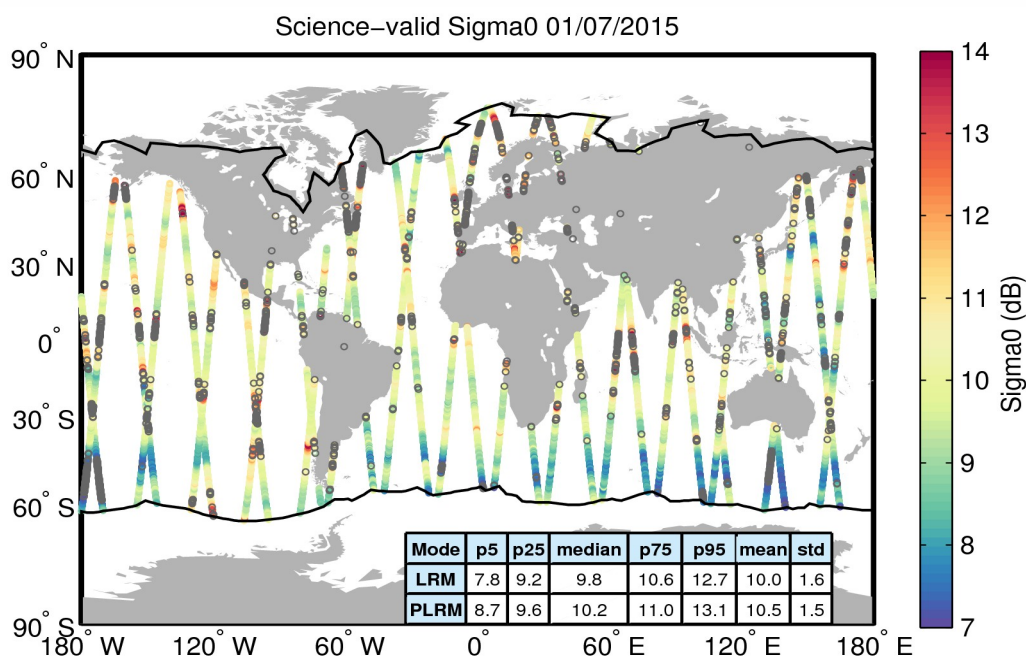 Science-valid Sigma0 01/07/2015
90° N
60° N
30° N
0°
30° S
60° S
90° S
180° W
120° W
60° W
0°
60° E
120° E
180° E
14
13
12
11
10
9
8
7
Sigma0 (dB)
Mode p5 p25 median p75 p95 mean std
LRM 7.8 9.2 9.8 10.6 12.7 10.0 1.6
PLRM 8.7 9.6 10.2 11.0 13.1 10.5 1.5